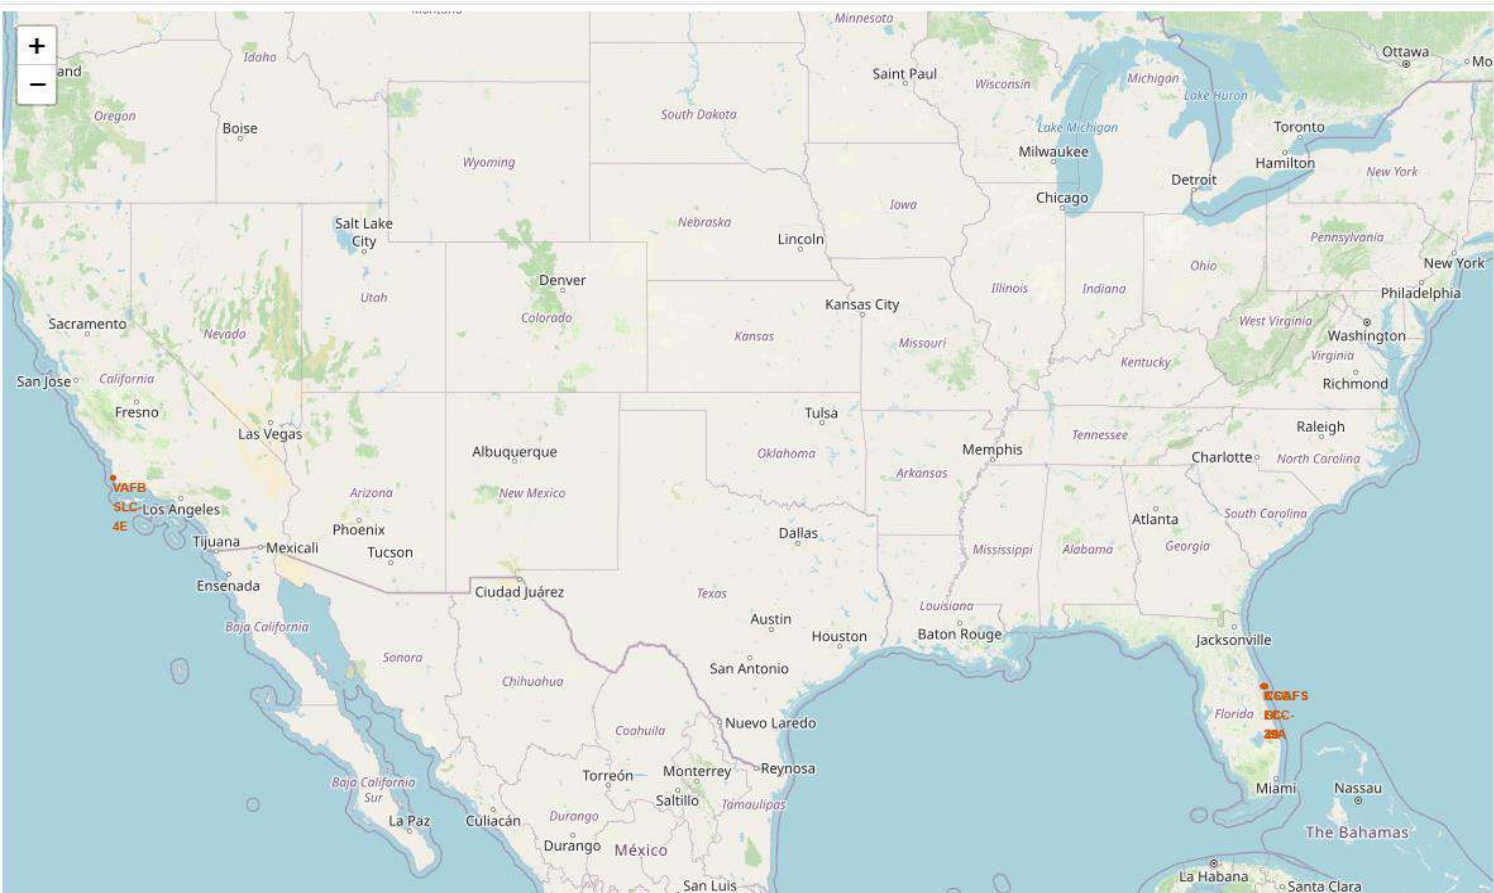 Minnesota
+
−
and
Idaho
Ottawa
Mo
Saint Paul
Wisconsin
Michigan
Lake Huron
Oregon
Boise
South Dakota
Lake Michigan
Toronto
Milwaukee
Hamilton
Wyoming
Detroit
New York
Chicago
Iowa
Salt Lake
City
Nebraska
Lincoln
Pennsylvania
New York
Ohio
Denver
Illinois
Indiana
Philadelphia
Utah
Kansas City
Colorado
Sacramento
Nevada
Kansas
Missouri
West Virginia
Washington
Virginia
Kentucky
San Jose
California
Richmond
Fresno
Tulsa
Las Vegas
Raleigh
Tennessee
Albuquerque
Oklahoma
Memphis
Charlotte
North Carolina
Arkansas
VAFB
SLC-
4E
Los Angeles
Arizona
New Mexico
Phoenix
Atlanta
South Carolina
Dallas
Tijuana
Mexicali
Tucson
Mississippi
Alabama
Georgia
Ensenada
Ciudad Juárez
Texas
Louisiana
Baja California
Austin
Houston
Baton Rouge
Jacksonville
Sonora
San Antonio
Chihuahua
Florida
Coahuila
Nuevo Laredo
Torreón
Monterrey
Reynosa
Baja California
Sur
Saltillo
Tamaulipas
Miami
Nassau
La Paz
Culiacán
Durango
Durango
México
The Bahamas
San Luis
La Habana
Santa Clara